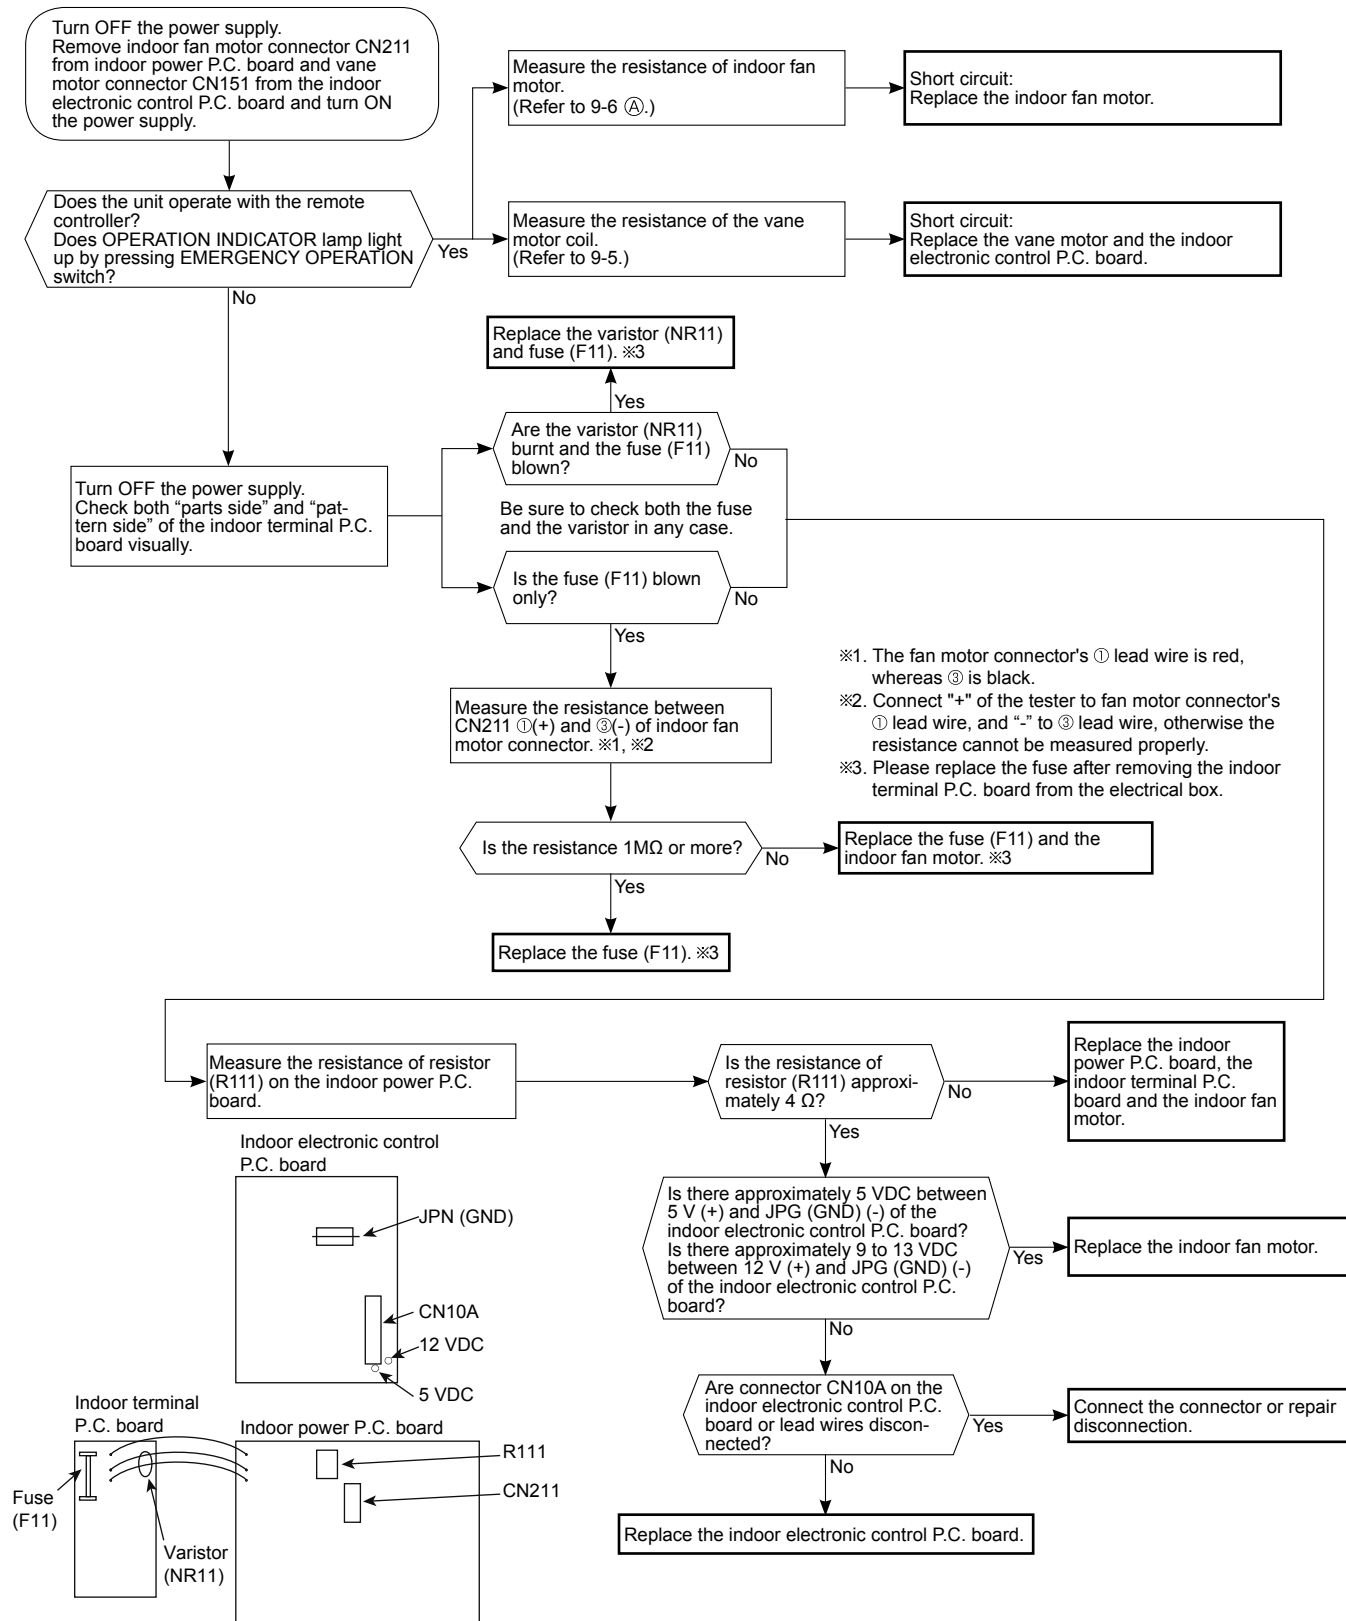 Turn OFF the power supply.
Remove indoor fan motor connector CN211
from indoor power P.C. board and vane
motor connector CN151 from the indoor
electronic control P.C. board and turn ON
the power supply.
Measure the resistance of indoor fan
motor.
(Refer to 9-6 Ⓐ.)
Short circuit:
Replace the indoor fan motor.
Does the unit operate with the remote
controller?
Does OPERATION INDICATOR lamp light
up by pressing EMERGENCY OPERATION
switch?
Yes
Measure the resistance of the vane
motor coil.
(Refer to 9-5.)
Short circuit:
Replace the vane motor and the indoor
electronic control P.C. board.
No
Replace the varistor (NR11)
and fuse (F11). ※3
Yes
Are the varistor (NR11)
burnt and the fuse (F11)
blown?
No
Turn OFF the power supply.
Check both “parts side” and “pat-
tern side” of the indoor terminal P.C.
board visually.
Be sure to check both the fuse
and the varistor in any case.
Is the fuse (F11) blown
only?
No
Yes
※1. The fan motor connector's ① lead wire is red,
whereas ③ is black.
※2. Connect "+" of the tester to fan motor connector's
① lead wire, and “-” to ③ lead wire, otherwise the
resistance cannot be measured properly.
※3. Please replace the fuse after removing the indoor
terminal P.C. board from the electrical box.
Measure the resistance between
CN211 ①(+) and ③(-) of indoor fan
motor connector. ※1, ※2
Is the resistance 1MΩ or more?
No
Replace the fuse (F11) and the
indoor fan motor. ※3
Yes
Replace the fuse (F11). ※3
Measure the resistance of resistor
(R111) on the indoor power P.C.
board.
Is the resistance of
resistor (R111) approxi-
mately 4 Ω?
No
Replace the indoor
power P.C. board, the
indoor terminal P.C.
board and the indoor fan
motor.
Yes
Is there approximately 5 VDC between
5 V (+) and JPG (GND) (-) of the
indoor electronic control P.C. board?
Is there approximately 9 to 13 VDC
between 12 V (+) and JPG (GND) (-)
of the indoor electronic control P.C.
board?
Yes
Replace the indoor fan motor.
No
Are connector CN10A on the
indoor electronic control P.C.
board or lead wires discon-
nected?
Yes
Connect the connector or repair
disconnection.
No
Replace the indoor electronic control P.C. board.
Indoor electronic control
P.C. board
JPN (GND)
CN10A
12 VDC
5 VDC
Indoor terminal
P.C. board
Indoor power P.C. board
R111
CN211
Fuse
(F11)
Varistor
(NR11)